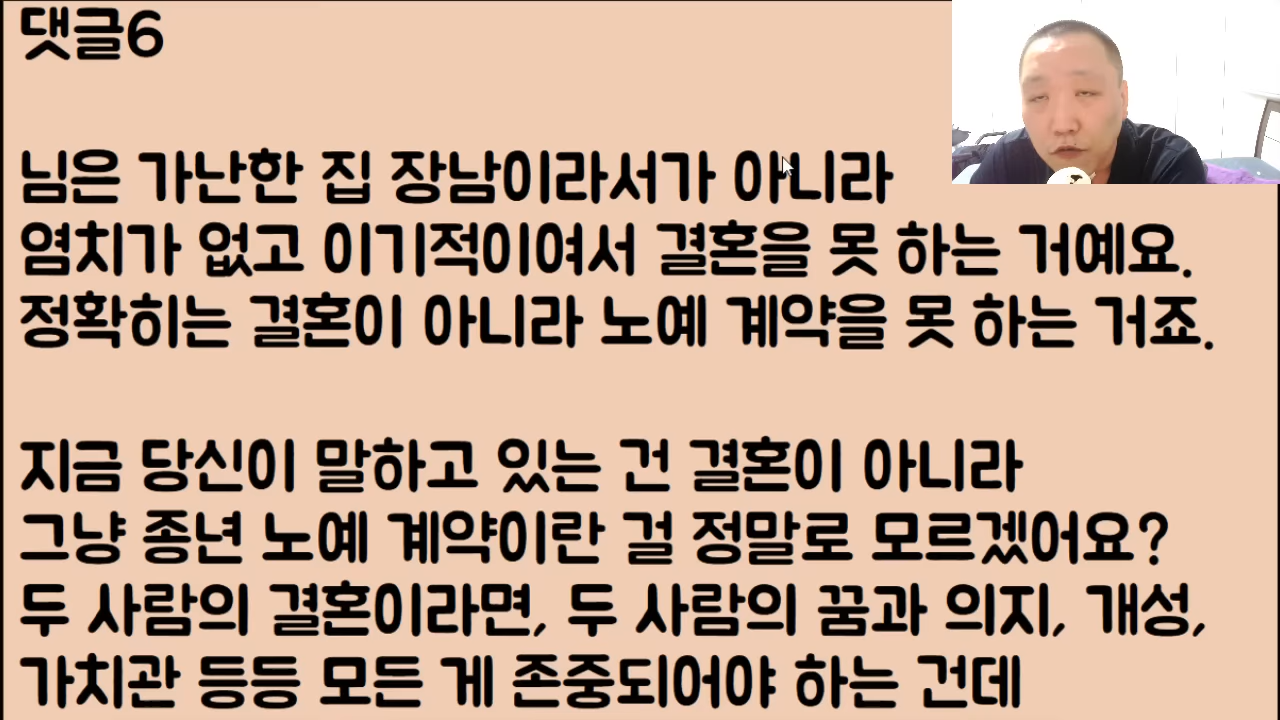 댓글6
님은 가난한 집 장남이라서가 아니라
염치가 없고 이기적이여서 결혼을 못 하는 거예요.
정확히는 결혼이 아니라 노예 계약을 못 하는 거죠.
지금 당신이 말하고 있는 건 결혼이 아니라
그냥 종년 노예 계약이란 걸 정말로 모르겠어요?
두 사람의 결혼이라면, 두 사람의 꿈과 의지, 개성,
가치관 등등 모든 게 존중되어야 하는 건데